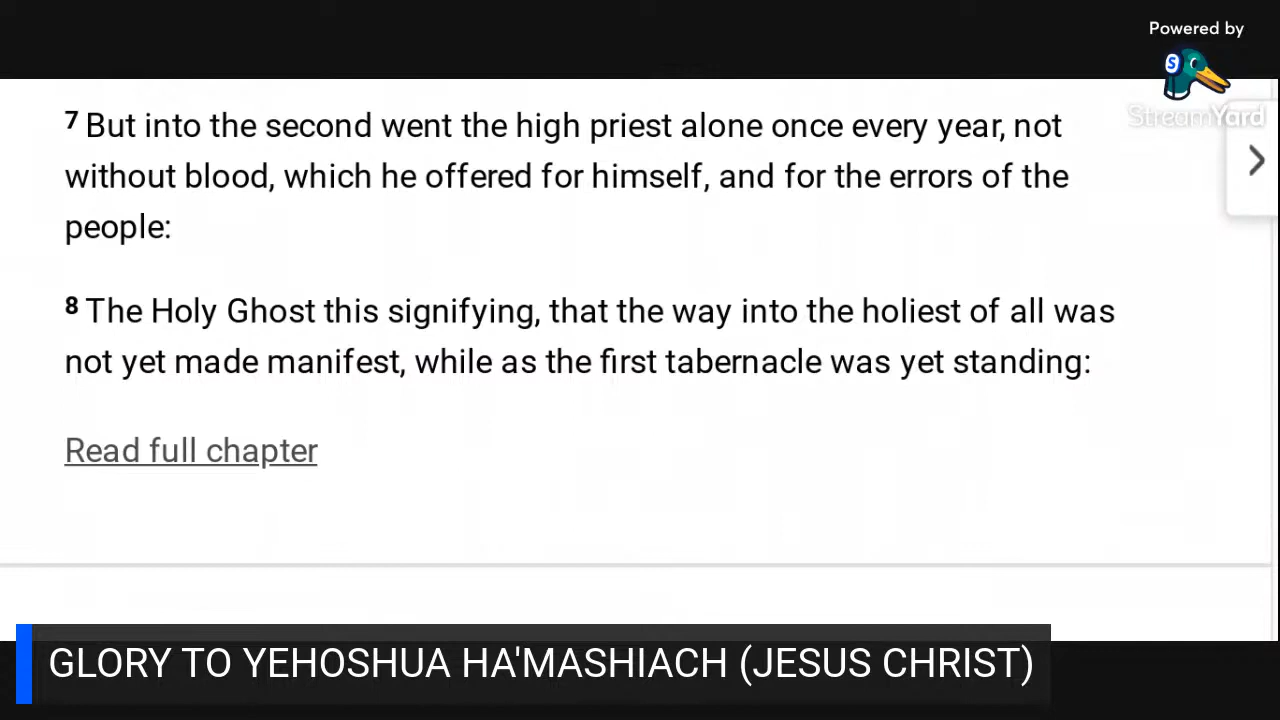 Powered by
S
StreamYard
7 But into the second went the high priest alone once every year, not
without blood, which he offered for himself, and for the errors of the
people:
8 The Holy Ghost this signifying, that the way into the holiest of all was
not yet made manifest, while as the first tabernacle was yet standing:
Read full chapter
GLORY TO YEHOSHUA HA'MASHIACH (JESUS CHRIST)